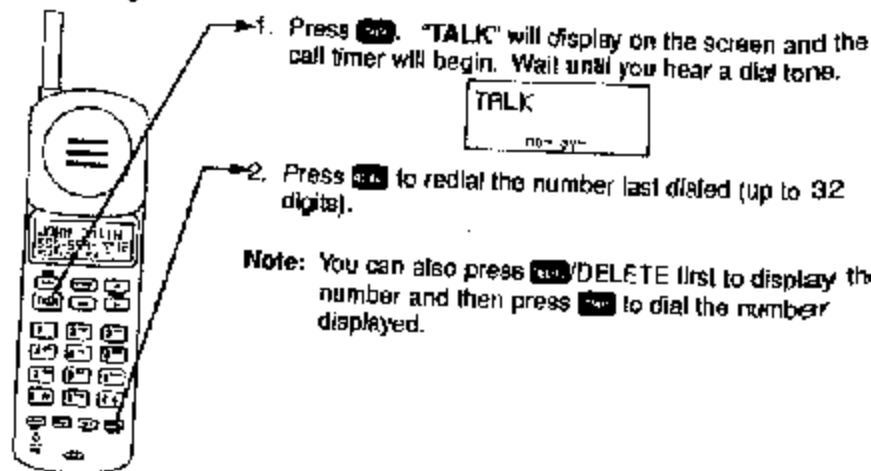 1. Press . "TALK" will display on the screen and the
call timer will begin. Wait until you hear a dial tone.
TALK
2. Press to redial the number last dialed (up to 32
digits).
Note: You can also press /DELETE first to display the
number and then press to dial the number
displayed.
JOHN